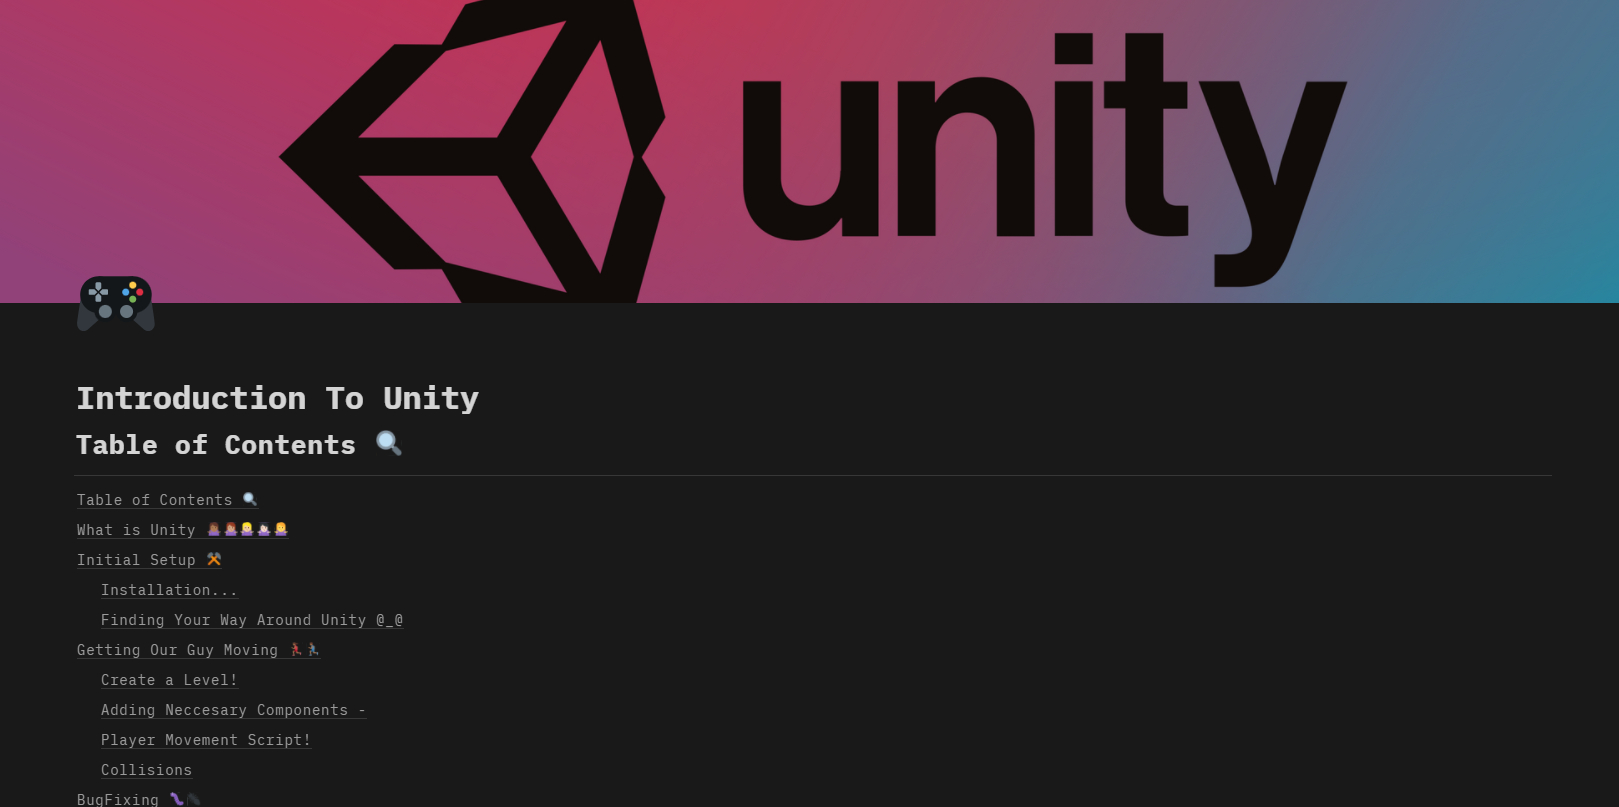 unity
Introduction To Unity
Table of Contents 🔍
Table of Contents 🔍
What is Unity 🤷🏾‍♀️🤷🏽‍♀️🤷🏼‍♀️🤷🏻‍♀️🤷‍♀️
Initial Setup ⚒️
Installation...
Finding Your Way Around Unity @_@
Getting Our Guy Moving 🏃🏃
Create a Level!
Adding Neccesary Components -
Player Movement Script!
Collisions
BugFixing 🐛